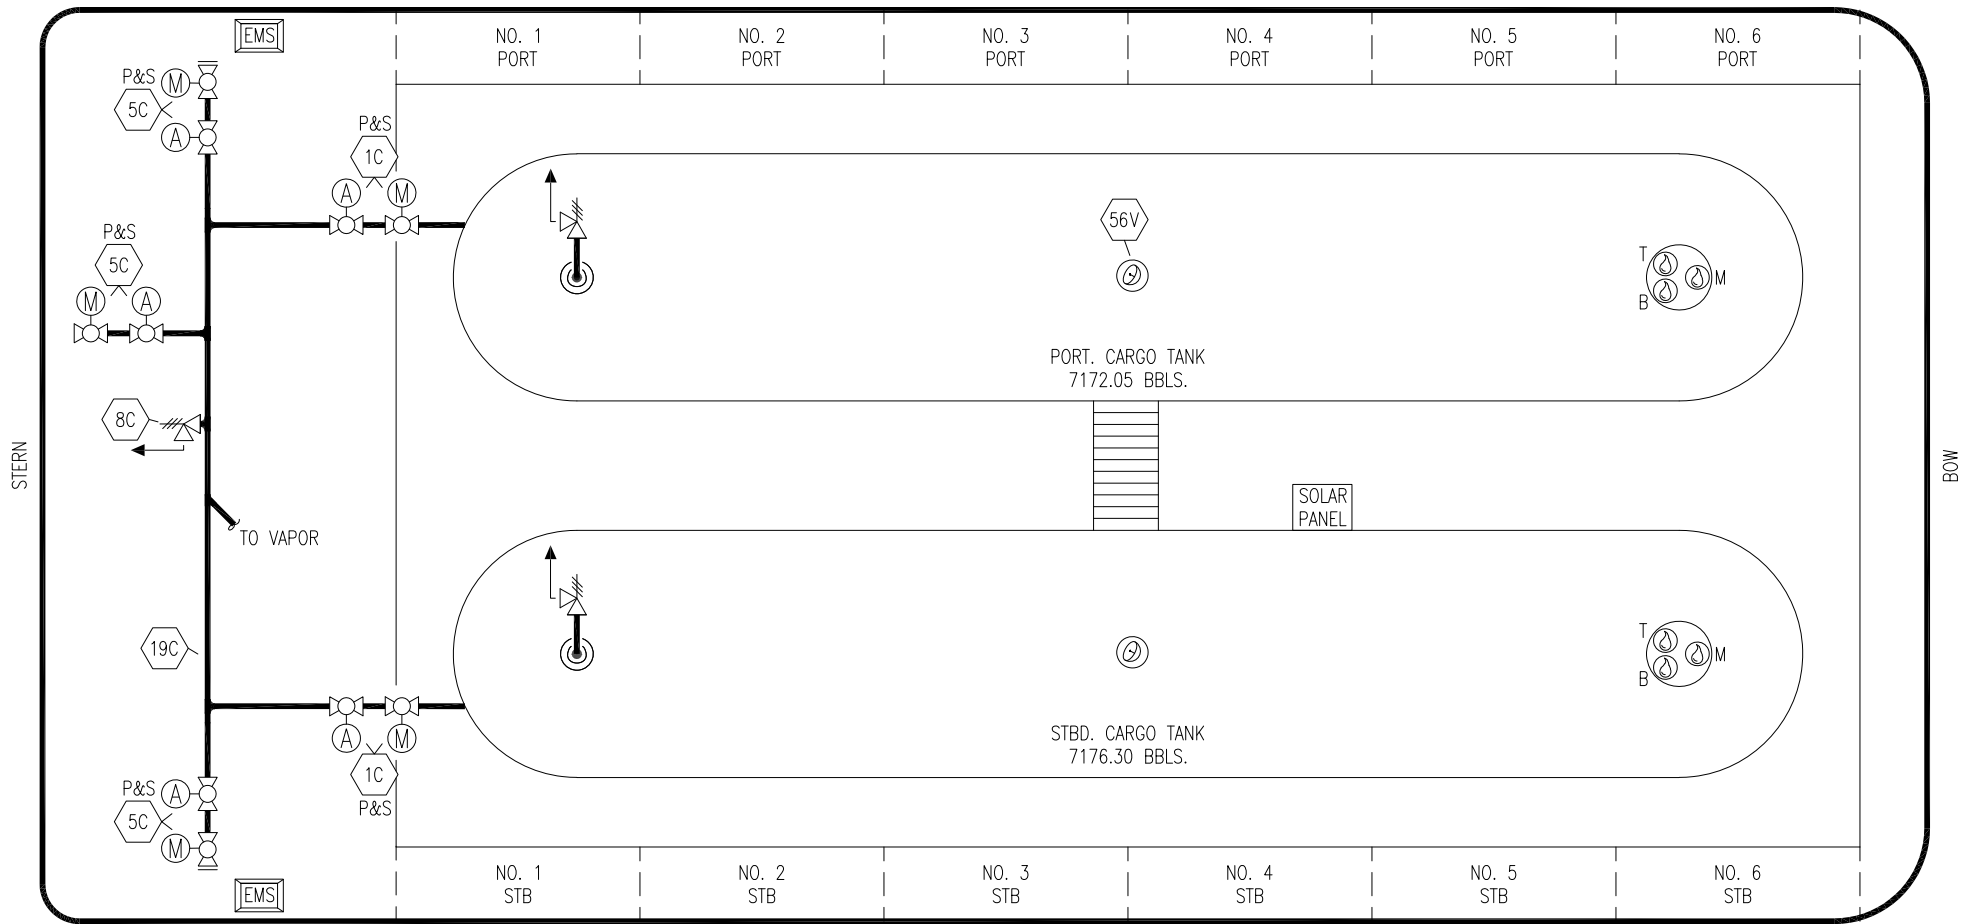 EMS
NO. 1
PORT
NO. 2
PORT
NO. 3
PORT
NO. 4
PORT
NO. 5
PORT
NO. 6
PORT
P&S
M
5C
A
P&S
1C
A
M
56V
P&S
5C
M
A
T
M
B
PORT. CARGO TANK
7172.05 BBLS.
8C
STERN
BOW
SOLAR
PANEL
TO VAPOR
19C
T
M
B
STBD. CARGO TANK
7176.30 BBLS.
A
M
1C
P&S
P&S
A
5C
M
EMS
NO. 1
STB
NO. 2
STB
NO. 3
STB
NO. 4
STB
NO. 5
STB
NO. 6
STB